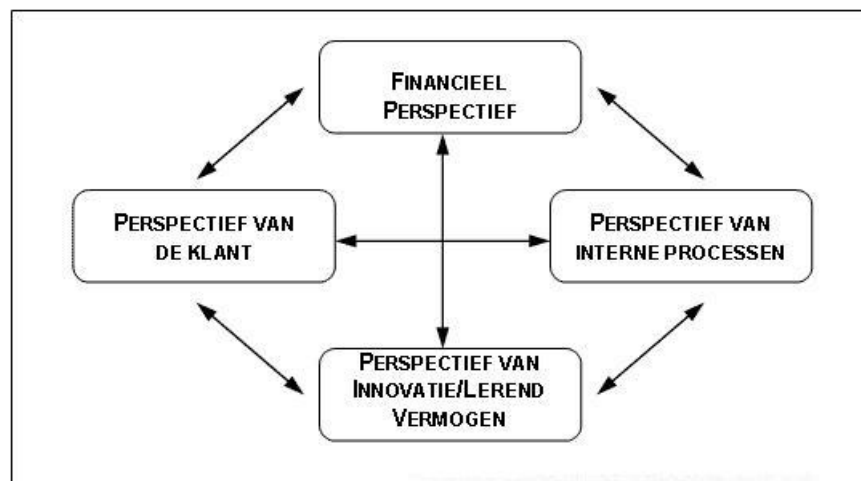 FINANCIEEL
PERSPECTIEF
PERSPECTIEF VAN
DE KLANT
PERSPECTIEF VAN
INTERNE PROCESSEN
PERSPECTIEF VAN
INNOVATIE/LEREND
VERMOGEN